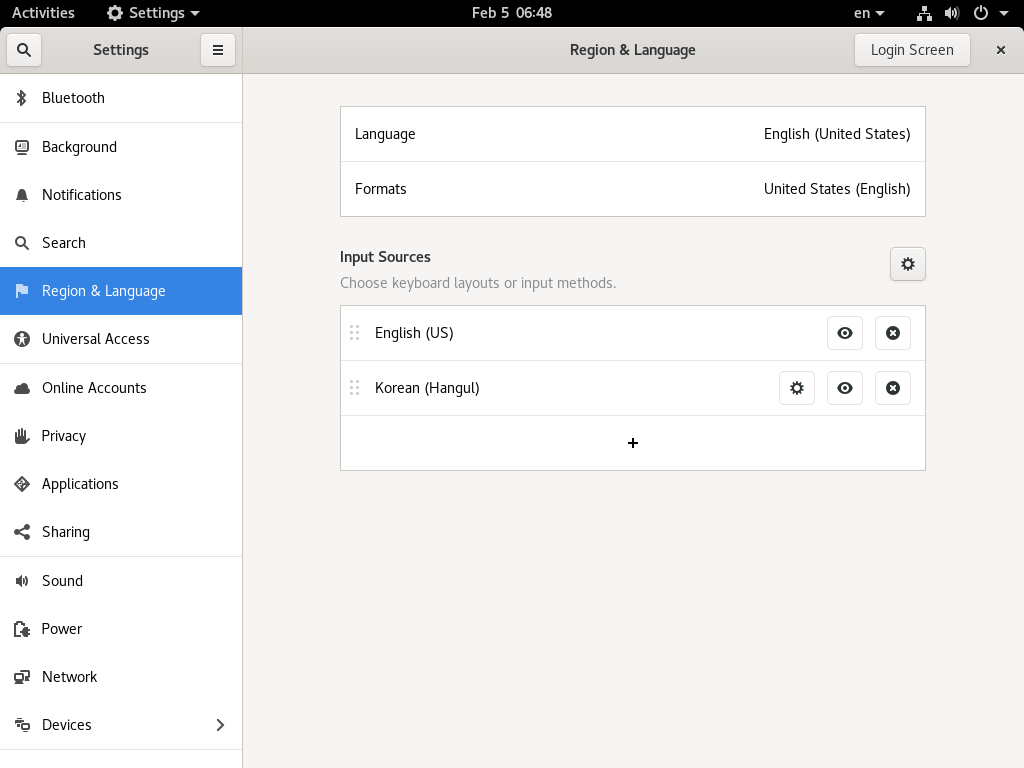 Activities
Settings
Feb 5 06:48
en
Settings
Region & Language
Login Screen
Bluetooth
Background
Notifications
Search
Region & Language
Universal Access
Online Accounts
Privacy
Applications
Sharing
Sound
Power
Network
Devices
Language English (United States)
Formats United States (English)
Input Sources
Choose keyboard layouts or input methods.
English (US)
Korean (Hangul)